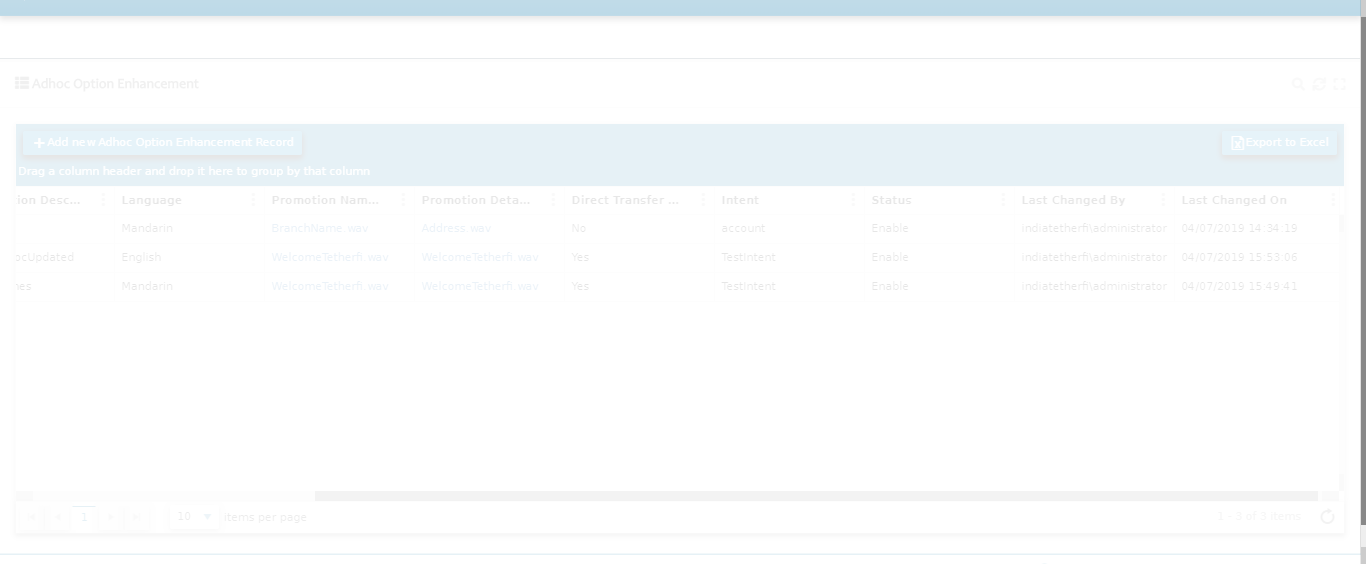 Adhoc Option Enhancement
Add new Adhoc Option Enhancement Record Export to Excel
Drag a column header and drop it here to group by that column
ion Desc... Language Promotion Nam... Promotion Deta... Direct Transfer ... Intent Status Last Changed By Last Changed On
Mandarin BranchName.wav Address.wav No account Enable indiatetherfi\administrator 04/07/2019 14:34:19
ocUpdated English WelcomeTetherfi.wav WelcomeTetherfi.wav Yes TestIntent Enable indiatetherfi\administrator 04/07/2019 15:53:06
nes Mandarin WelcomeTetherfi.wav WelcomeTetherfi.wav Yes TestIntent Enable indiatetherfi\administrator 04/07/2019 15:49:41
1 10 items per page 1 - 3 of 3 items